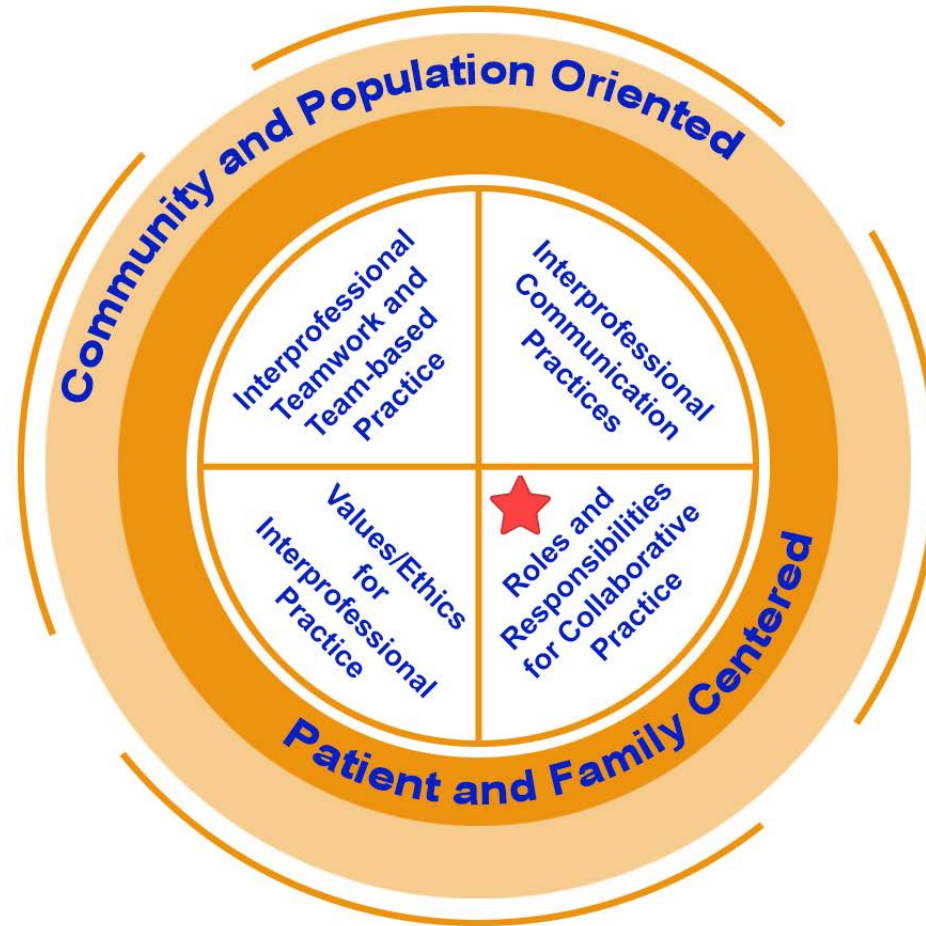 Community and Population Oriented
Interprofessional
Teamwork and
Team-based
Practice
Interprofessional
Communication
Practices
Values/Ethics
for
Interprofessional
Practice
Roles and
Responsibilities
for Collaborative
Practice
Patient and Family Centered